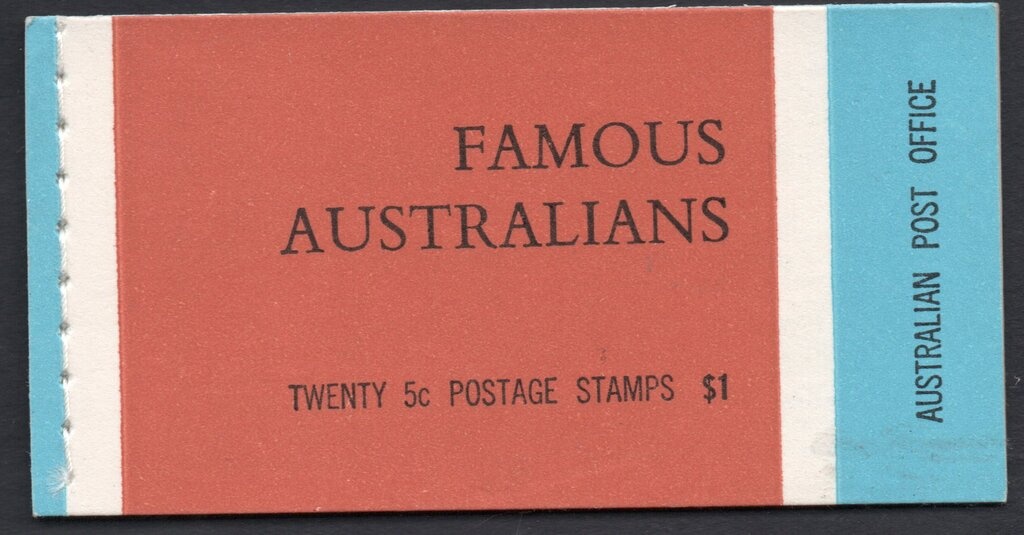 FAMOUS
AUSTRALIANS
TWENTY 5c POSTAGE STAMPS $1
AUSTRALIAN POST OFFICE